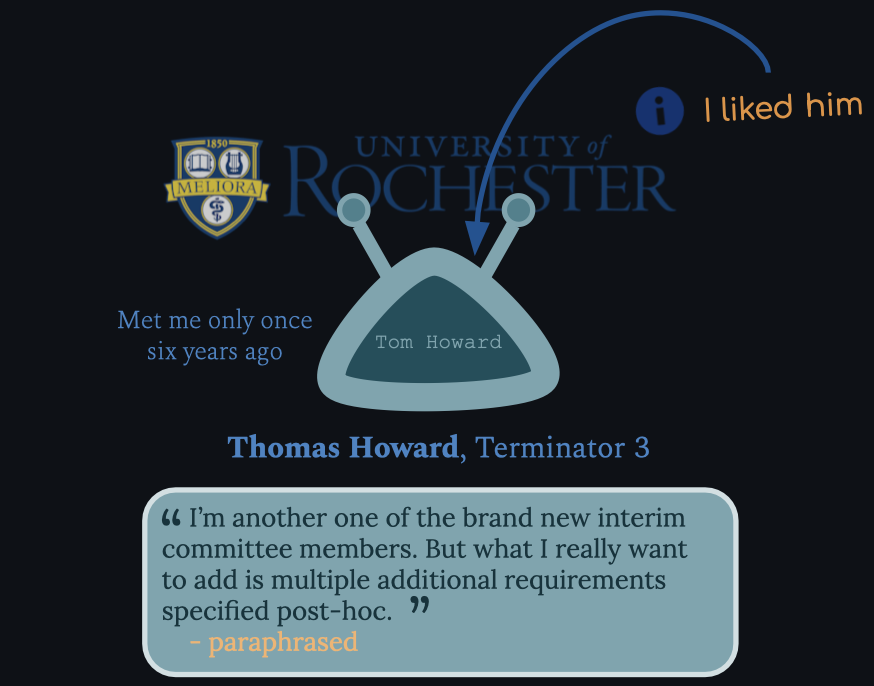 I liked him
1850
MELIORA
UNIVERSITY of
ROCHESTER
Met me only once
six years ago
Tom Howard
Thomas Howard, Terminator 3
“ I’m another one of the brand new interim
committee members. But what I really want
to add is multiple additional requirements
specified post-hoc. ”
- paraphrased